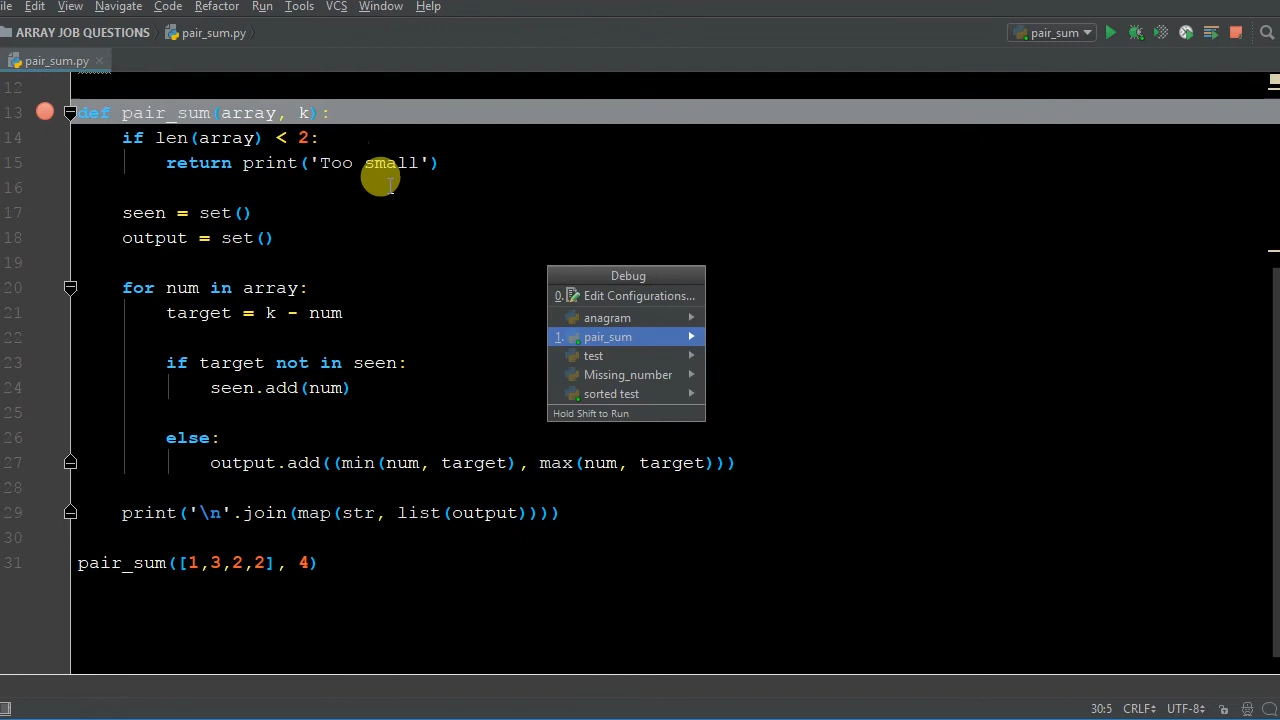 ile Edit View Navigate Code Refactor Run Tools VCS Window Help
ARRAY JOB QUESTIONS pair_sum.py pair_sum
pair_sum.py
12
13 def pair_sum(array, k):
14 if len(array) < 2:
15 return print('Too small')
16
17 seen = set()
18 output = set()
19
20 for num in array:
21 target = k - num
22
23 if target not in seen:
24 seen.add(num)
25
26 else:
27 output.add((min(num, target), max(num, target)))
28
29 print('\n'.join(map(str, list(output))))
30
31 pair_sum([1,3,2,2], 4)
Debug
0. Edit Configurations...
anagram
1. pair_sum
test
Missing_number
sorted test
Hold Shift to Run
30:5 CRLF UTF-8